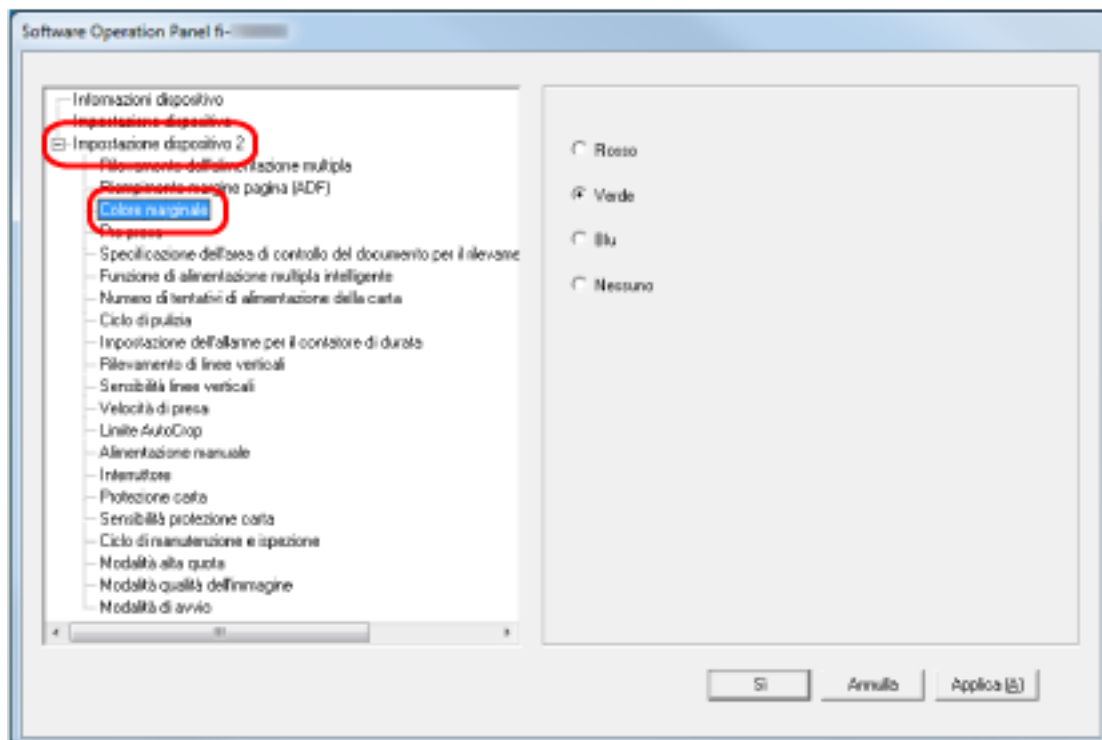 Software Operation Panel fi-
Informazioni dispositivo
Impostazione dispositivo
Impostazione dispositivo 2
Rilevamento dell'alimentazione multipla
Riempimento margine pagina (ADF)
Colore marginale
Pre-presa
Specificazione dell'area di controllo del documento per il rilevame
Funzione di alimentazione multipla intelligente
Numero di tentativi di alimentazione della carta
Ciclo di pulizia
Impostazione dell'allarme per il contatore di durata
Rilevamento di linee verticali
Sensibilità linee verticali
Velocità di presa
Limite AutoCrop
Alimentazione manuale
Interruttore
Protezione carta
Sensibilità protezione carta
Ciclo di manutenzione e ispezione
Modalità alta quota
Modalità qualità dell'immagine
Modalità di avvio
Rosso
Verde
Blu
Nessuno
Sì
Annulla
Applica (A)